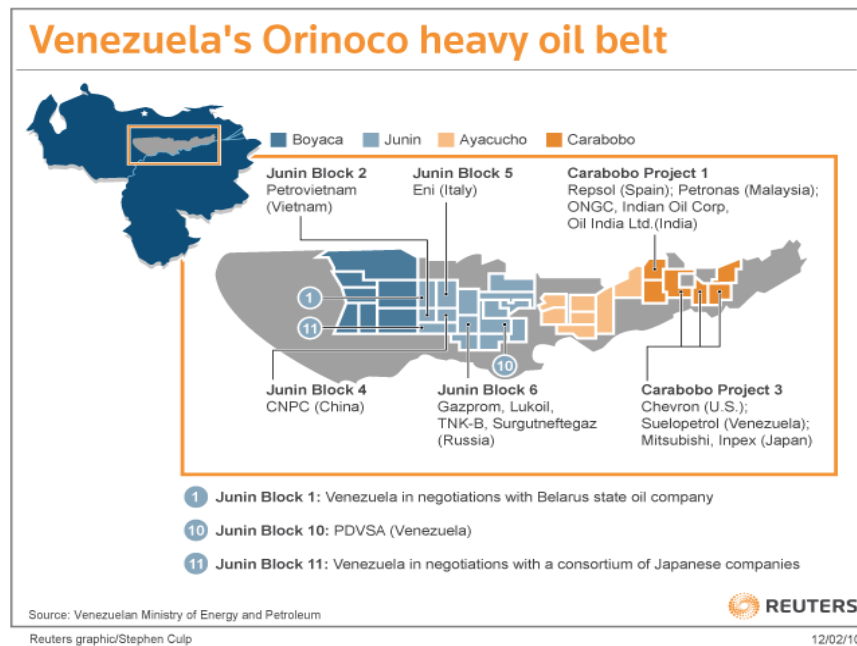 Venezuela's Orinoco heavy oil belt
Boyaca Junin Ayacucho Carabobo
Junin Block 2
Petrovietnam
(Vietnam)
Junin Block 5
Eni (Italy)
Carabobo Project 1
Repsol (Spain); Petronas (Malaysia);
ONGC, Indian Oil Corp,
Oil India Ltd.(India)
1
11
10
Junin Block 4
CNPC (China)
Junin Block 6
Gazprom, Lukoil,
TNK-B, Surgutneftegaz
(Russia)
Carabobo Project 3
Chevron (U.S.);
Suelopetrol (Venezuela);
Mitsubishi, Inpex (Japan)
1 Junin Block 1: Venezuela in negotiations with Belarus state oil company
10 Junin Block 10: PDVSA (Venezuela)
11 Junin Block 11: Venezuela in negotiations with a consortium of Japanese companies
Source: Venezuelan Ministry of Energy and Petroleum
REUTERS
Reuters graphic/Stephen Culp
12/02/10